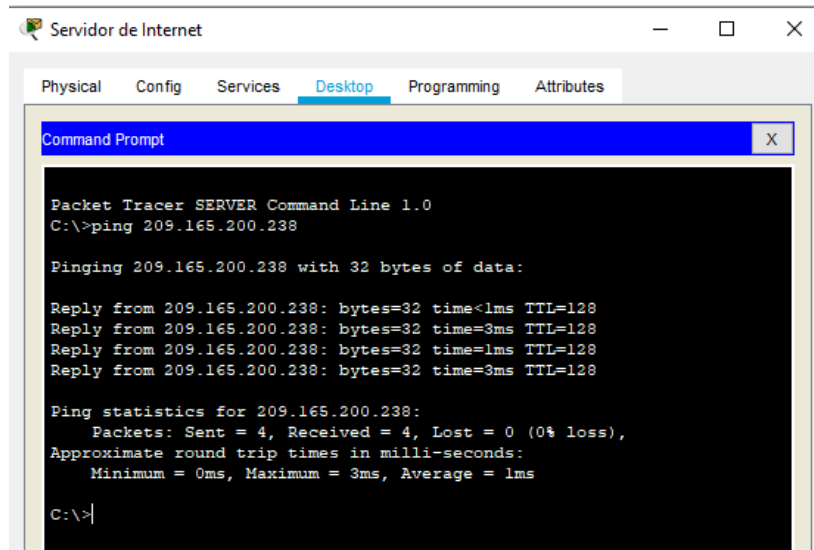 Servidor de Internet
Physical Config Services Desktop Programming Attributes
Command Prompt X
Packet Tracer SERVER Command Line 1.0
C:\>ping 209.165.200.238
Pinging 209.165.200.238 with 32 bytes of data:
Reply from 209.165.200.238: bytes=32 time<1ms TTL=128
Reply from 209.165.200.238: bytes=32 time=3ms TTL=128
Reply from 209.165.200.238: bytes=32 time=1ms TTL=128
Reply from 209.165.200.238: bytes=32 time=3ms TTL=128
Ping statistics for 209.165.200.238:
Packets: Sent = 4, Received = 4, Lost = 0 (0% loss),
Approximate round trip times in milli-seconds:
Minimum = 0ms, Maximum = 3ms, Average = 1ms
C:\>